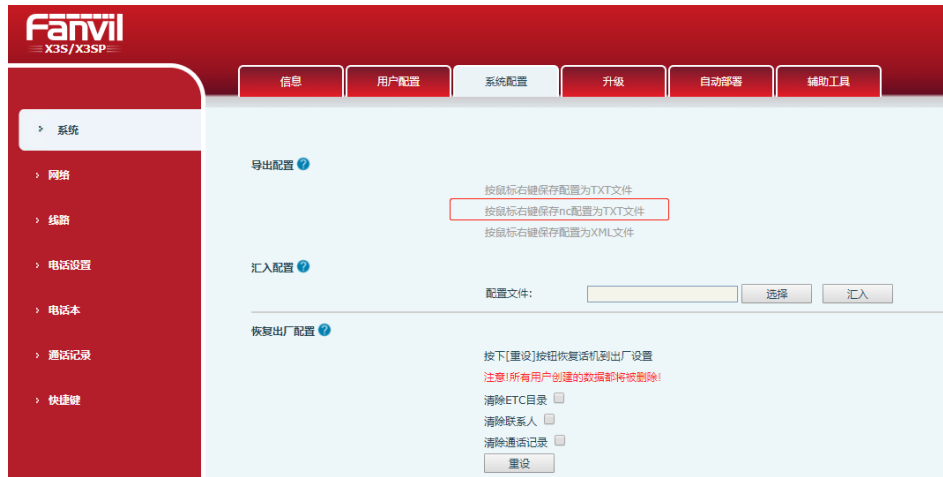 Fanvil
X3S/X3SP
信息 用户配置 系统配置 升级 自动部署 辅助工具
› 系统
› 网络
› 线路
› 电话设置
› 电话本
› 通话记录
› 快捷键
导出配置 ?
按鼠标右键保存配置为TXT文件
按鼠标右键保存nc配置为TXT文件
按鼠标右键保存配置为XML文件
汇入配置 ?
配置文件: 选择 汇入
恢复出厂配置 ?
按下[重设]按钮恢复话机到出厂设置
注意!所有用户创建的数据都将被删除!
清除ETC目录
清除联系人
清除通话记录
重设